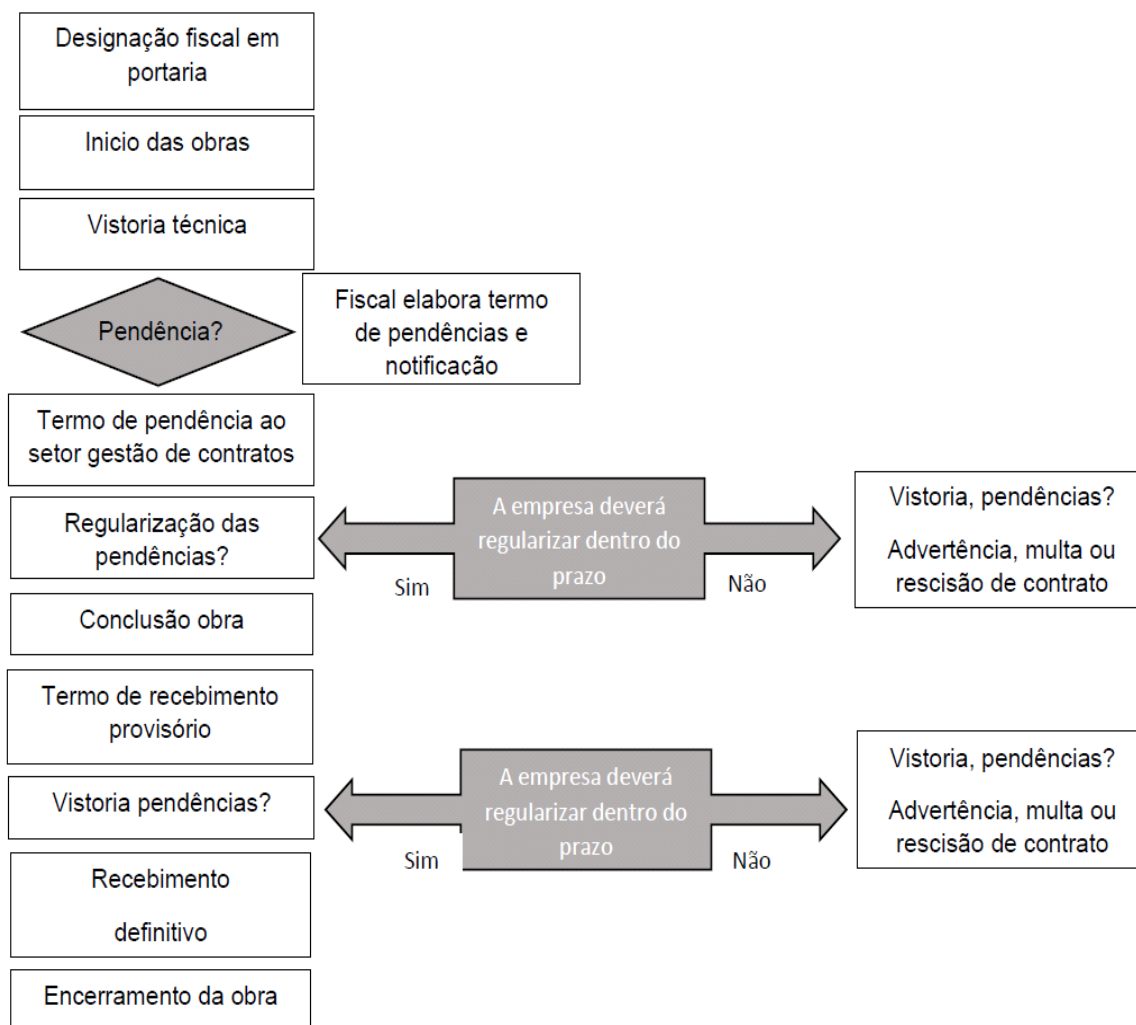 Designação fiscal em
portaria
Inicio das obras
Vistoria técnica
Pendência?
Fiscal elabora termo
de pendências e
notificacão
Termo de pendência ao
setor gestão de contratos
Regularização das
pendências?
Sim
A empresa deverá
regularizar dentro do
prazo
Não
Vistoria, pendências?
Advertência, multa ou
rescisão de contrato
Conclusão obra
Termo de recebimento
provisório
Vistoria pendências?
Sim
A empresa deverá
regularizar dentro do
prazo
Não
Vistoria, pendências?
Advertência, multa ou
rescisão de contrato
Recebimento
definitivo
Encerramento da obra